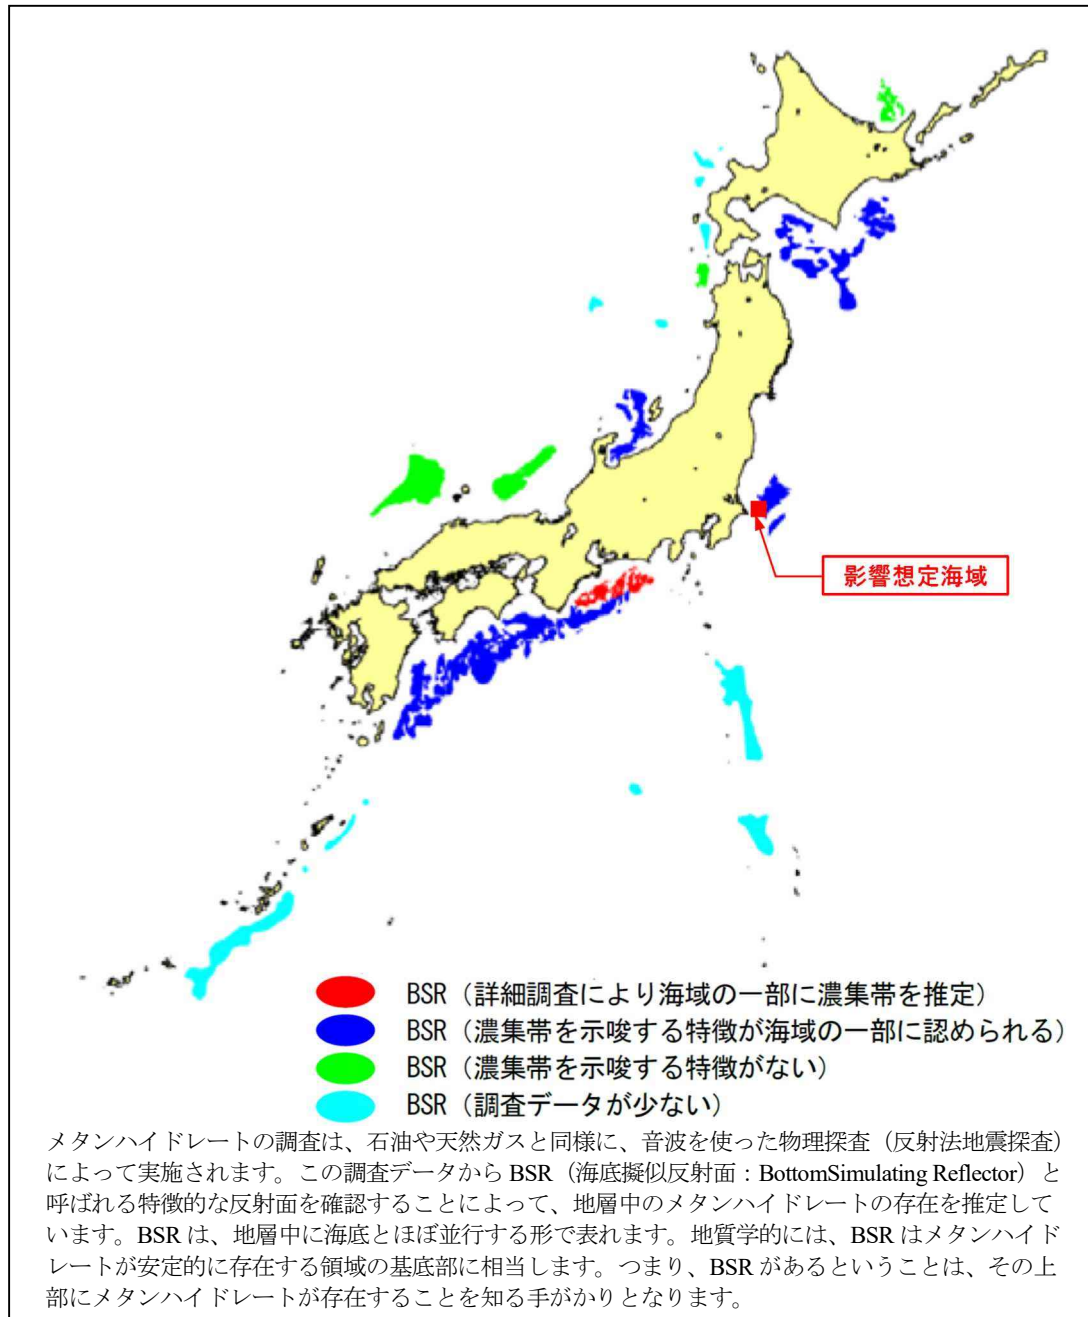 影響想定海域
BSR（詳細調査により海域の一部に濃集帯を推定）
BSR（濃集帯を示唆する特徴が海域の一部に認められる）
BSR（濃集帯を示唆する特徴がない）
BSR（調査データが少ない）
メタンハイドレートの調査は、石油や天然ガスと同様に、音波を使った物理探査（反射法地震探査）
によって実施されます。この調査データから BSR（海底擬似反射面：BottomSimulating Reflector）と
呼ばれる特徴的な反射面を確認することによって、地層中のメタンハイドレートの存在を推定して
います。BSR は、地層中に海底とほぼ並行する形で表れます。地質学的には、BSR はメタンハイド
レートが安定的に存在する領域の基底部に相当します。つまり、BSR があるということは、その上
部にメタンハイドレートが存在することを知る手がかりとなります。